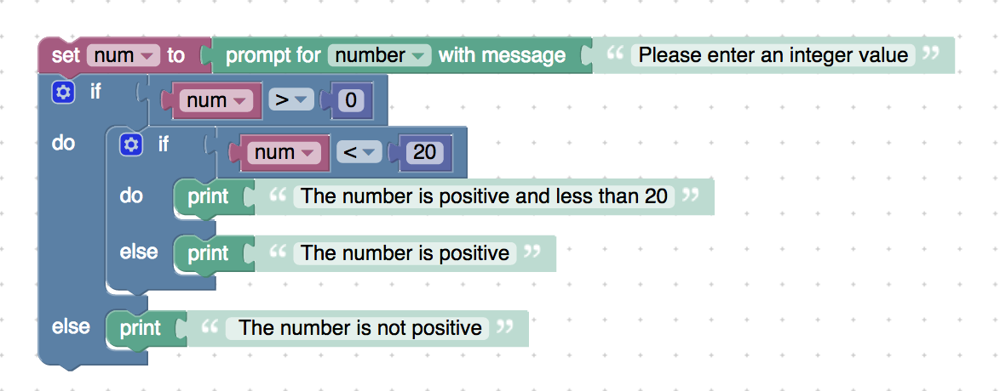 set num to prompt for number with message “ Please enter an integer value ”
if num > 0
do if num < 20
do print “ The number is positive and less than 20 ”
else print “ The number is positive ”
else print “ The number is not positive ”